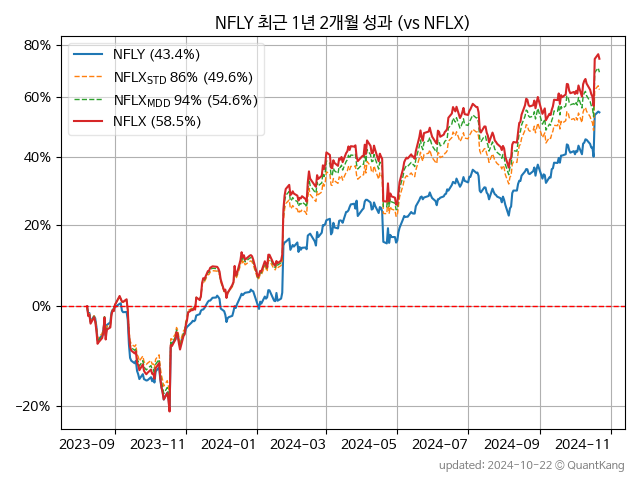 NFLY 최근 1년 2개월 성과 (vs NFLX)
80%
60%
40%
20%
0%
−20%
NFLY (43.4%)
NFLX_STD 86% (49.6%)
NFLX_MDD 94% (54.6%)
NFLX (58.5%)
2023−09 2023−11 2024−01 2024−03 2024−05 2024−07 2024−09 2024−11
updated: 2024-10-22 © QuantKang